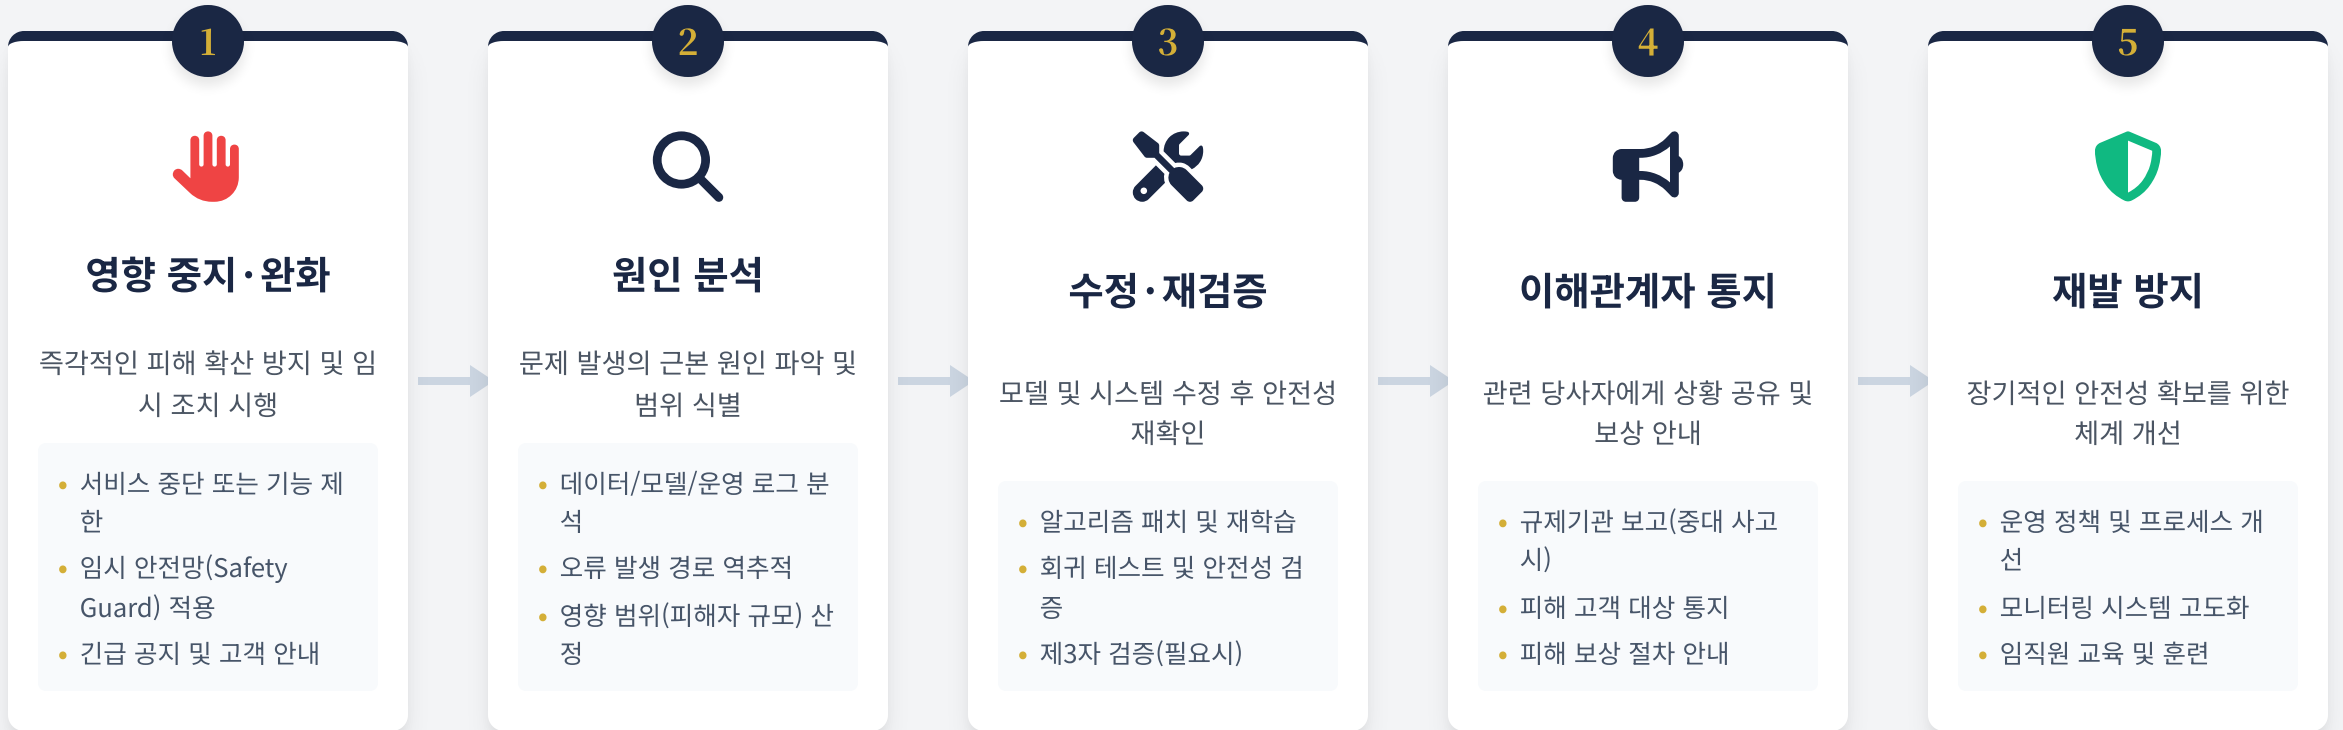 1
영향 중지·완화
즉각적인 피해 확산 방지 및 임
시 조치 시행
• 서비스 중단 또는 기능 제
한
• 임시 안전망(Safety
Guard) 적용
• 긴급 공지 및 고객 안내
2
원인 분석
문제 발생의 근본 원인 파악 및
범위 식별
• 데이터/모델/운영 로그 분
석
• 오류 발생 경로 역추적
• 영향 범위(피해자 규모) 산
정
3
수정·재검증
모델 및 시스템 수정 후 안전성
재확인
• 알고리즘 패치 및 재학습
• 회귀 테스트 및 안전성 검
증
• 제3자 검증(필요시)
4
이해관계자 통지
관련 당사자에게 상황 공유 및
보상 안내
• 규제기관 보고(중대 사고
시)
• 피해 고객 대상 통지
• 피해 보상 절차 안내
5
재발 방지
장기적인 안전성 확보를 위한
체계 개선
• 운영 정책 및 프로세스 개
선
• 모니터링 시스템 고도화
• 임직원 교육 및 훈련